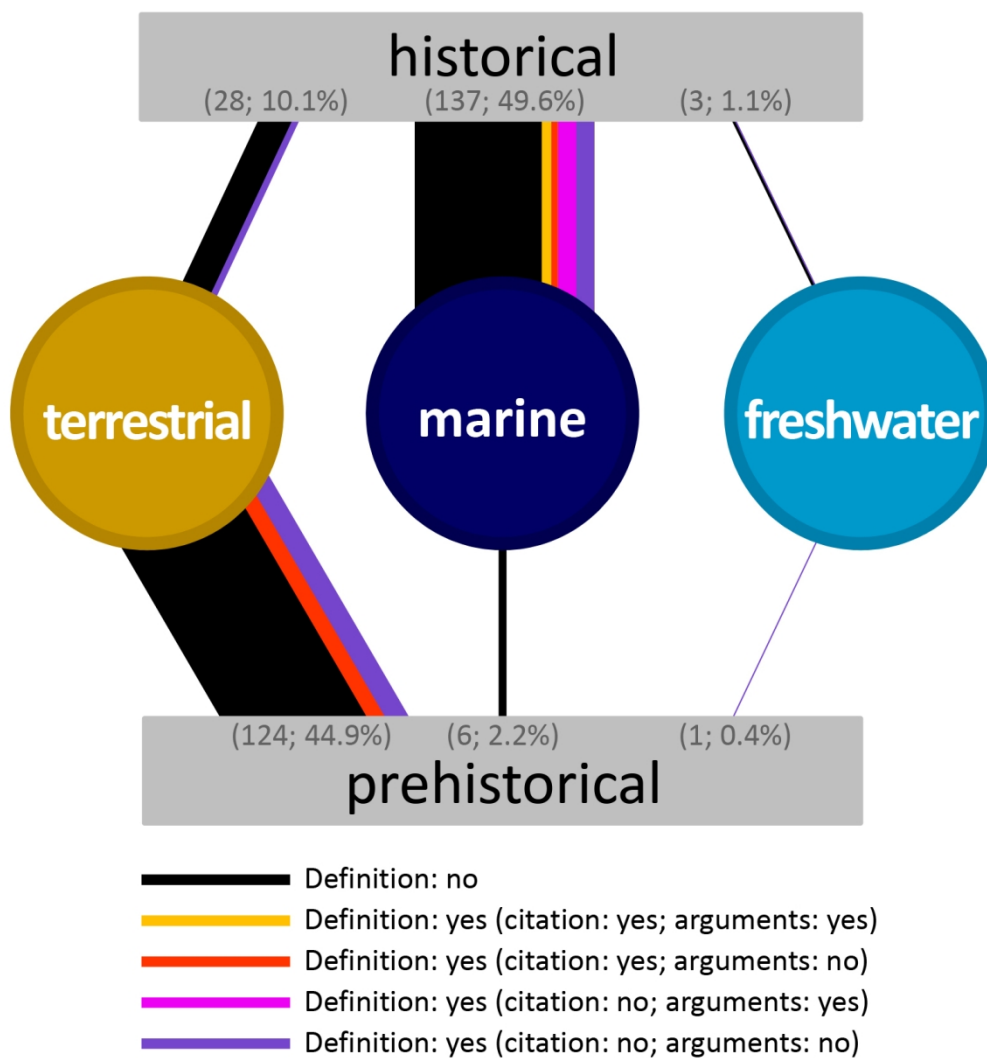 historical
(28; 10.1%) (137; 49.6%) (3; 1.1%)
terrestrial marine freshwater
(124; 44.9%) (6; 2.2%) (1; 0.4%)
prehistorical
Definition: no
Definition: yes (citation: yes; arguments: yes)
Definition: yes (citation: yes; arguments: no)
Definition: yes (citation: no; arguments: yes)
Definition: yes (citation: no; arguments: no)